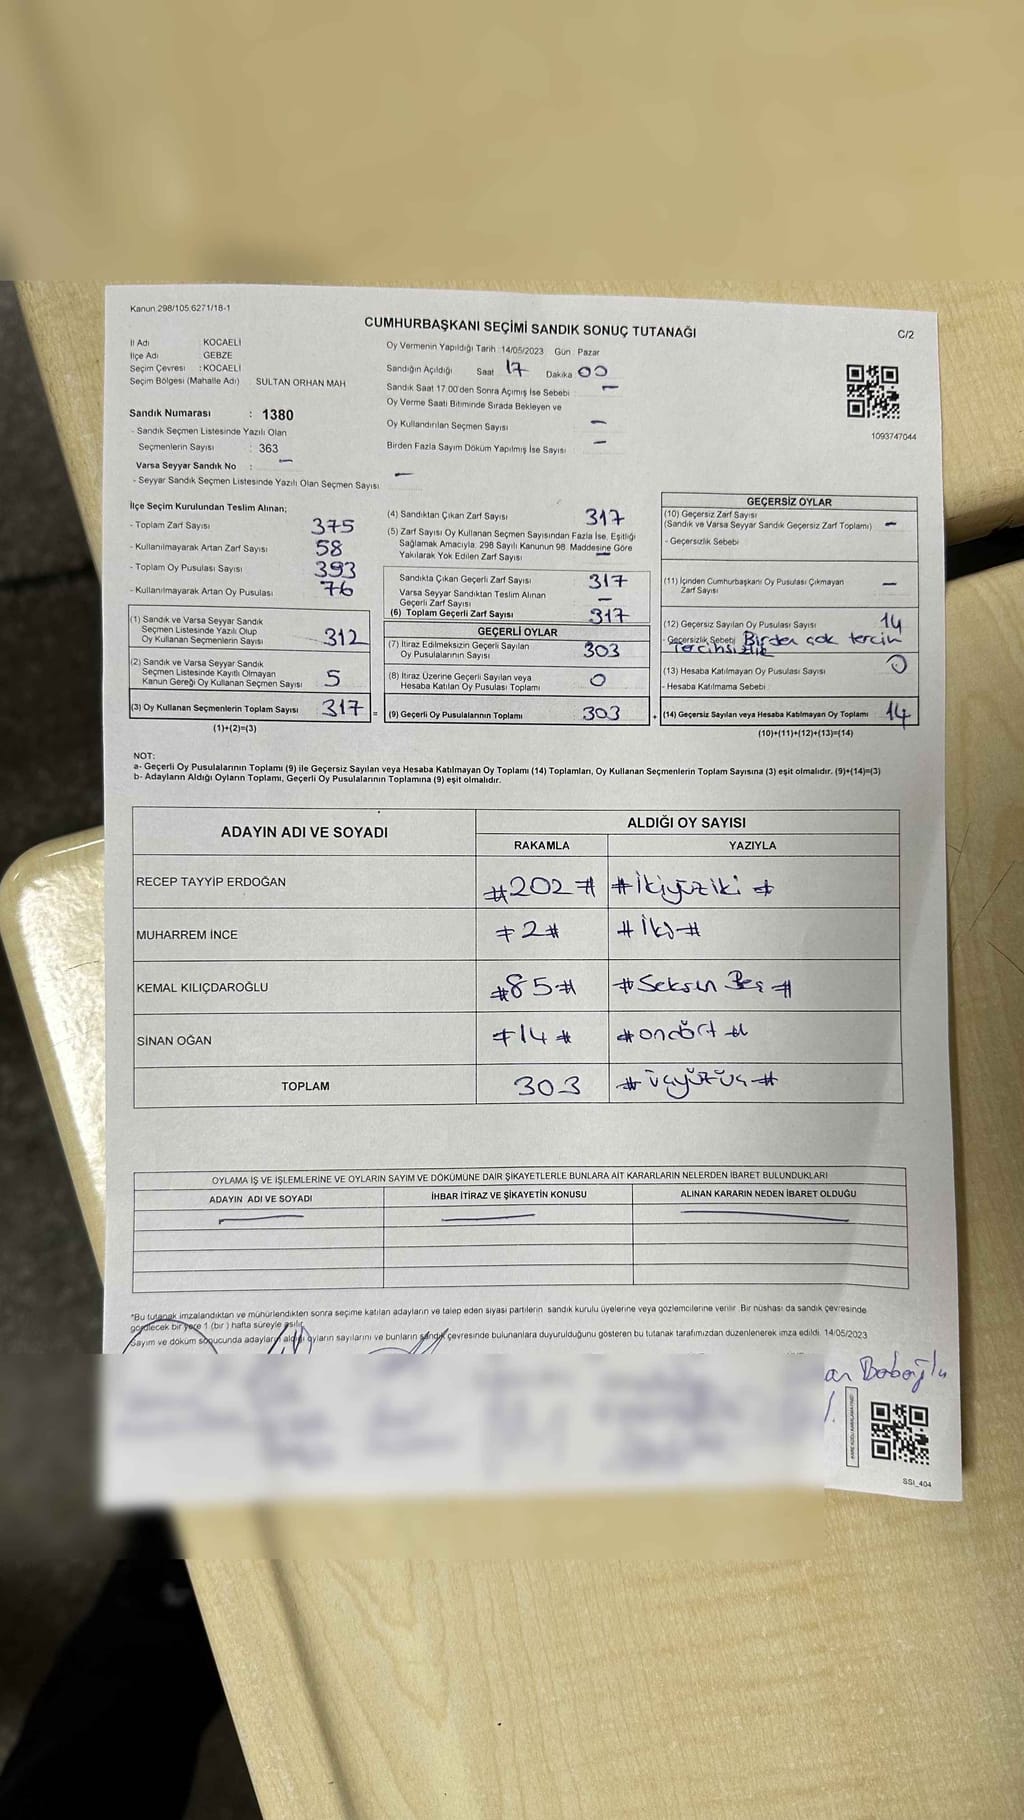 Kanun 298/105 6271/18-1
CUMHURBAŞKANI SEÇİMİ SANDIK SONUÇ TUTANAĞI
C/2
İl Adı KOCAELİ
İlçe Adı GEBZE
Seçim Çevresi : KOCAELİ
Seçim Bölgesi (Mahalle Adı) SULTAN ORHAN MAH
Sandık Numarası : 1380
- Sandık Seçmen Listesinde Yazılı Olan
Seçmenlerin Sayısı : 363
Varsa Seyyar Sandık No : —
- Seyyar Sandık Seçmen Listesinde Yazılı Olan Seçmen Sayısı —
Oy Vermenin Yapıldığı Tarih 14/05/2023 Gün Pazar
Sandığın Açıldığı Saat 17 Dakika 00
Sandık Saat 17.00'den Sonra Açımış İse Sebebi —
Oy Verme Saati Bitiminde Sırada Bekleyen ve
Oy Kullandırılan Seçmen Sayısı —
Birden Fazla Sayım Döküm Yapılmış İse Sayısı —
1093747044
İlçe Seçim Kurulundan Teslim Alınan;
- Toplam Zarf Sayısı 375
- Kullanılmayarak Artan Zarf Sayısı 58
- Toplam Oy Pusulası Sayısı 393
- Kullanılmayarak Artan Oy Pusulası 76
(1) Sandık ve Varsa Seyyar Sandık
Seçmen Listesinde Yazılı Olup
Oy Kullanan Seçmenlerin Sayısı 312
(2) Sandık ve Varsa Seyyar Sandık
Seçmen Listesinde Kayıtlı Olmayan
Kanun Gereği Oy Kullanan Seçmen Sayısı 5
(3) Oy Kullanan Seçmenlerin Toplam Sayısı 317 =
(1)+(2)=(3)
(4) Sandıktan Çıkan Zarf Sayısı 317
(5) Zarf Sayısı Oy Kullanan Seçmen Sayısından Fazla İse, Eşitliği
Sağlamak Amacıyla, 298 Sayılı Kanunun 98. Maddesine Göre
Yakılarak Yok Edilen Zarf Sayısı —
Sandıkta Çıkan Geçerli Zarf Sayısı 317
Varsa Seyyar Sandıktan Teslim Alınan
Geçerli Zarf Sayısı —
(6) Toplam Geçerli Zarf Sayısı 317
GEÇERLİ OYLAR
(7) İtiraz Edilmeksizin Geçerli Sayılan
Oy Pusulalarının Sayısı 303
(8) İtiraz Üzerine Geçerli Sayılan veya
Hesaba Katılan Oy Pusulası Toplamı 0
(9) Geçerli Oy Pusulalarının Toplamı 303 +
GEÇERSİZ OYLAR
(10) Geçersiz Zarf Sayısı
(Sandık ve Varsa Seyyar Sandık Geçersiz Zarf Toplamı) —
- Geçersizlik Sebebi
(11) İçinden Cumhurbaşkanı Oy Pusulası Çıkmayan
Zarf Sayısı —
(12) Geçersiz Sayılan Oy Pusulası Sayısı 14
- Geçersizlik Sebebi Birden çok tercih
Tercihsizlik
(13) Hesaba Katılmayan Oy Pusulası Sayısı 0
- Hesaba Katılmama Sebebi
(14) Geçersiz Sayılan veya Hesaba Katılmayan Oy Toplamı 14
(10)+(11)+(12)+(13)=(14)
NOT:
a- Geçerli Oy Pusulalarının Toplamı (9) ile Geçersiz Sayılan veya Hesaba Katılmayan Oy Toplamı (14) Toplamları, Oy Kullanan Seçmenlerin Toplam Sayısına (3) eşit olmalıdır. (9)+(14)=(3)
b- Adayların Aldığı Oyların Toplamı, Geçerli Oy Pusulalarının Toplamına (9) eşit olmalıdır.
ADAYIN ADI VE SOYADI ALDIĞI OY SAYISI
RAKAMLA YAZIYLA
RECEP TAYYİP ERDOĞAN #202# #İkiyüziki#
MUHARREM İNCE #2# #İki#
KEMAL KILIÇDAROĞLU #85# #Seksen Beş#
SİNAN OĞAN #14# #ondört#
TOPLAM 303 #üçyüzüç#
OYLAMA İŞ VE İŞLEMLERİNE VE OYLARIN SAYIM VE DÖKÜMÜNE DAİR ŞİKAYETLERLE BUNLARA AİT KARARLARIN NELERDEN İBARET BULUNDUKLARI
ADAYIN ADI VE SOYADI İHBAR İTİRAZ VE ŞİKAYETİN KONUSU ALINAN KARARIN NEDEN İBARET OLDUĞU
*Bu tutanak imzalandıktan ve mühürlendikten sonra seçime katılan adayların ve talep eden siyasi partilerin sandık kurulu üyelerine veya gözlemcilerine verilir. Bir nüshası da sandık çevresinde
görülecek bir yere 1 (bir) hafta süreyle asılır.
Sayım ve döküm sonucunda adayların aldığı oyların sayılarını ve bunların sandık çevresinde bulunanlara duyurulduğunu gösteren bu tutanak tarafımızdan düzenlenerek imza edildi. 14/05/2023
an Baboğlu
SSI_404